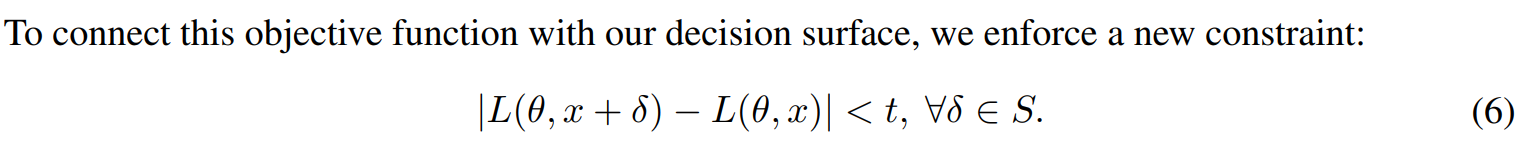 To connect this objective function with our decision surface, we enforce a new constraint:
|L(θ, x + δ) − L(θ, x)| < t, ∀δ ∈ S. (6)